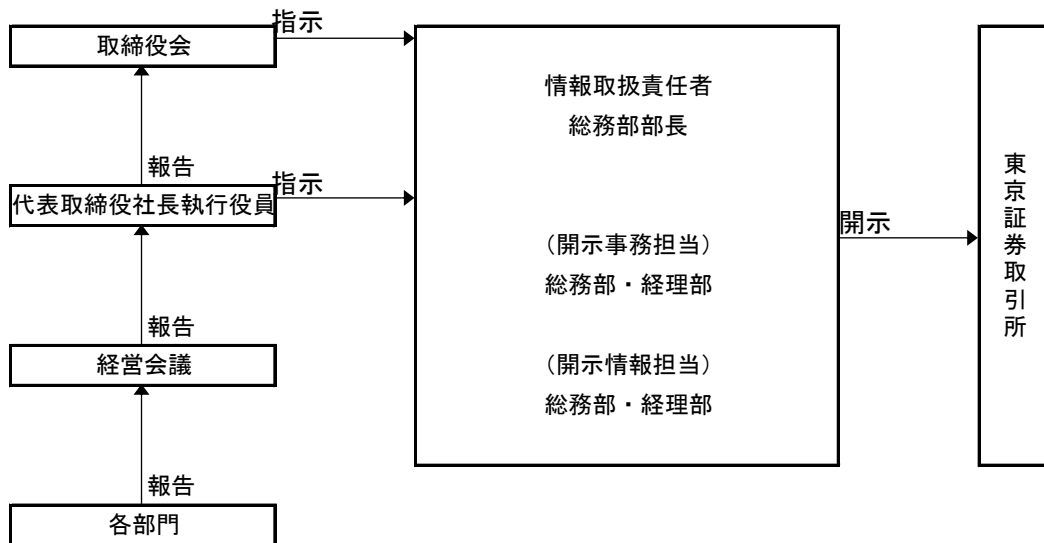 指示
取締役会
報告
指示
代表取締役社長執行役員
報告
経営会議
報告
各部門
情報取扱責任者
総務部部長
（開示事務担当）
総務部・経理部
（開示情報担当）
総務部・経理部
開示
東京証券取引所